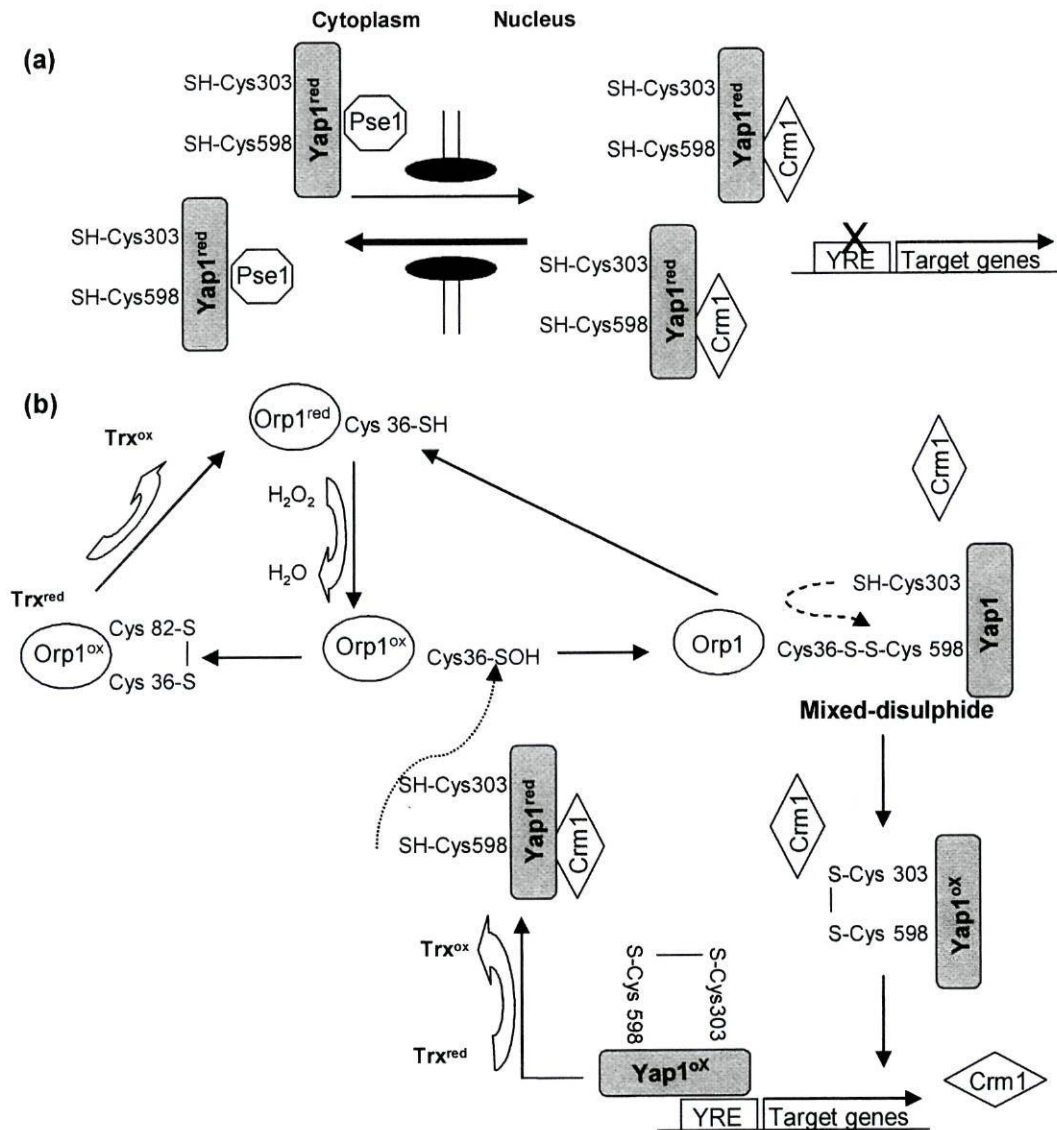 Cytoplasm Nucleus
(a)
SH-Cys303
SH-Cys598
Yap1red
Pse1
SH-Cys303
SH-Cys598
Yap1red
Crm1
SH-Cys303
SH-Cys598
Yap1red
Pse1
SH-Cys303
SH-Cys598
Yap1red
Crm1
X
YRE
Target genes
(b)
Orp1red
Cys 36-SH
Trxox
H2O2
H2O
Trxred
Orp1ox
Cys 82-S
Cys 36-S
Orp1ox
Cys36-SOH
Orp1
Crm1
SH-Cys303
Cys36-S-S-Cys 598
Yap1
Mixed-disulphide
SH-Cys303
SH-Cys598
Yap1red
Crm1
Crm1
S-Cys 303
S-Cys 598
Yap1oX
Trxox
Trxred
S-Cys 598
S-Cys303
Yap1oX
YRE
Target genes
Crm1